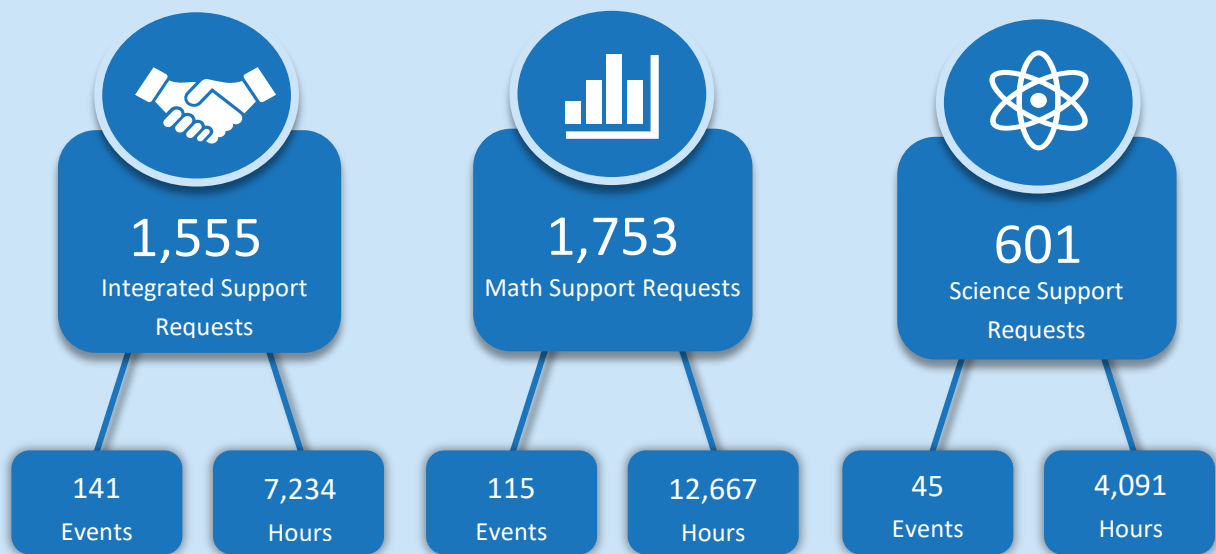 1,555
Integrated Support
Requests
141
Events
7,234
Hours
1,753
Math Support Requests
115
Events
12,667
Hours
601
Science Support
Requests
45
Events
4,091
Hours